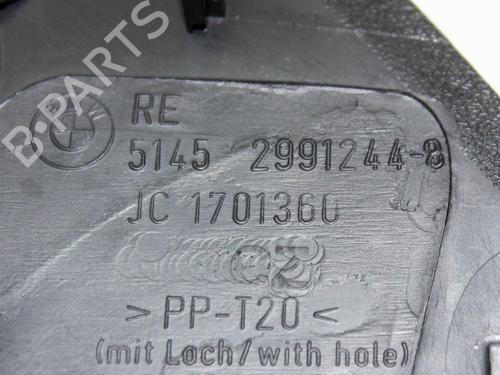 B-PARTS
RE
5145 2991244-8
JC 1701360
>PP-T20<
(mit Loch/with hole)